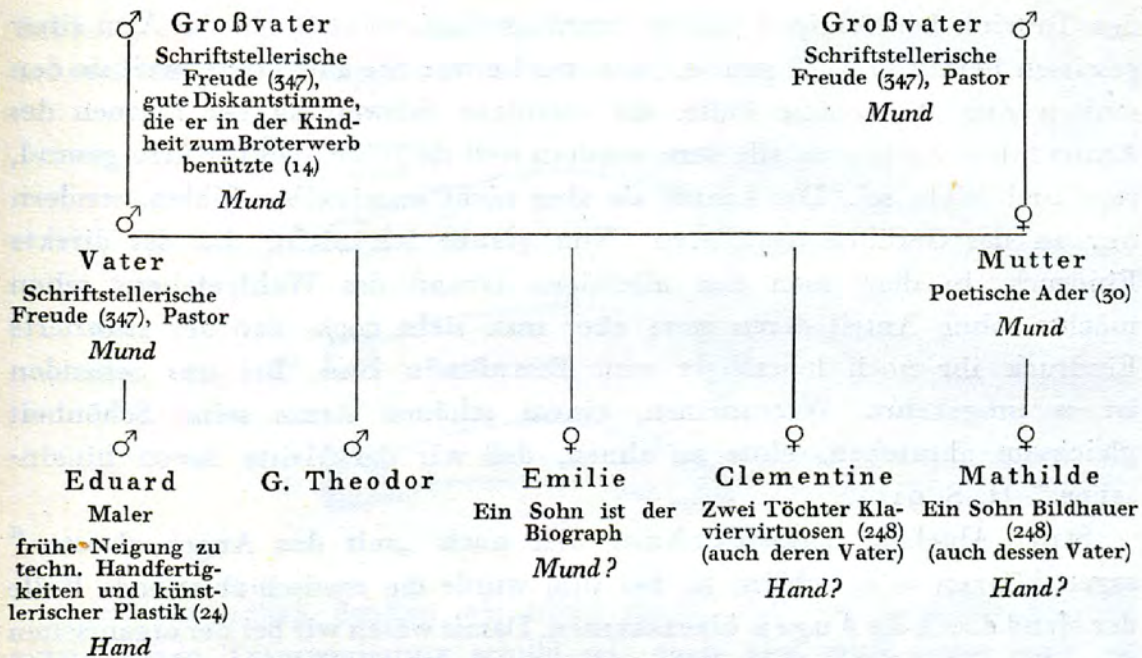 Großvater
Schriftstellerische
Freude (347),
gute Diskantstimme,
die er in der Kind-
heit zum Broterwerb
benützte (14)
Mund
Großvater
Schriftstellerische
Freude (347), Pastor
Mund
Vater
Schriftstellerische
Freude (347), Pastor
Mund
Mutter
Poetische Ader (30)
Mund
Eduard
Maler
frühe Neigung zu
techn. Handfertig-
keiten und künst-
lerischer Plastik (24)
Hand
G. Theodor
Emilie
Ein Sohn ist der
Biograph
Mund?
Clementine
Zwei Töchter Kla-
viervirtuosen (248)
(auch deren Vater)
Hand?
Mathilde
Ein Sohn Bildhauer
(248)
(auch dessen Vater)
Hand?